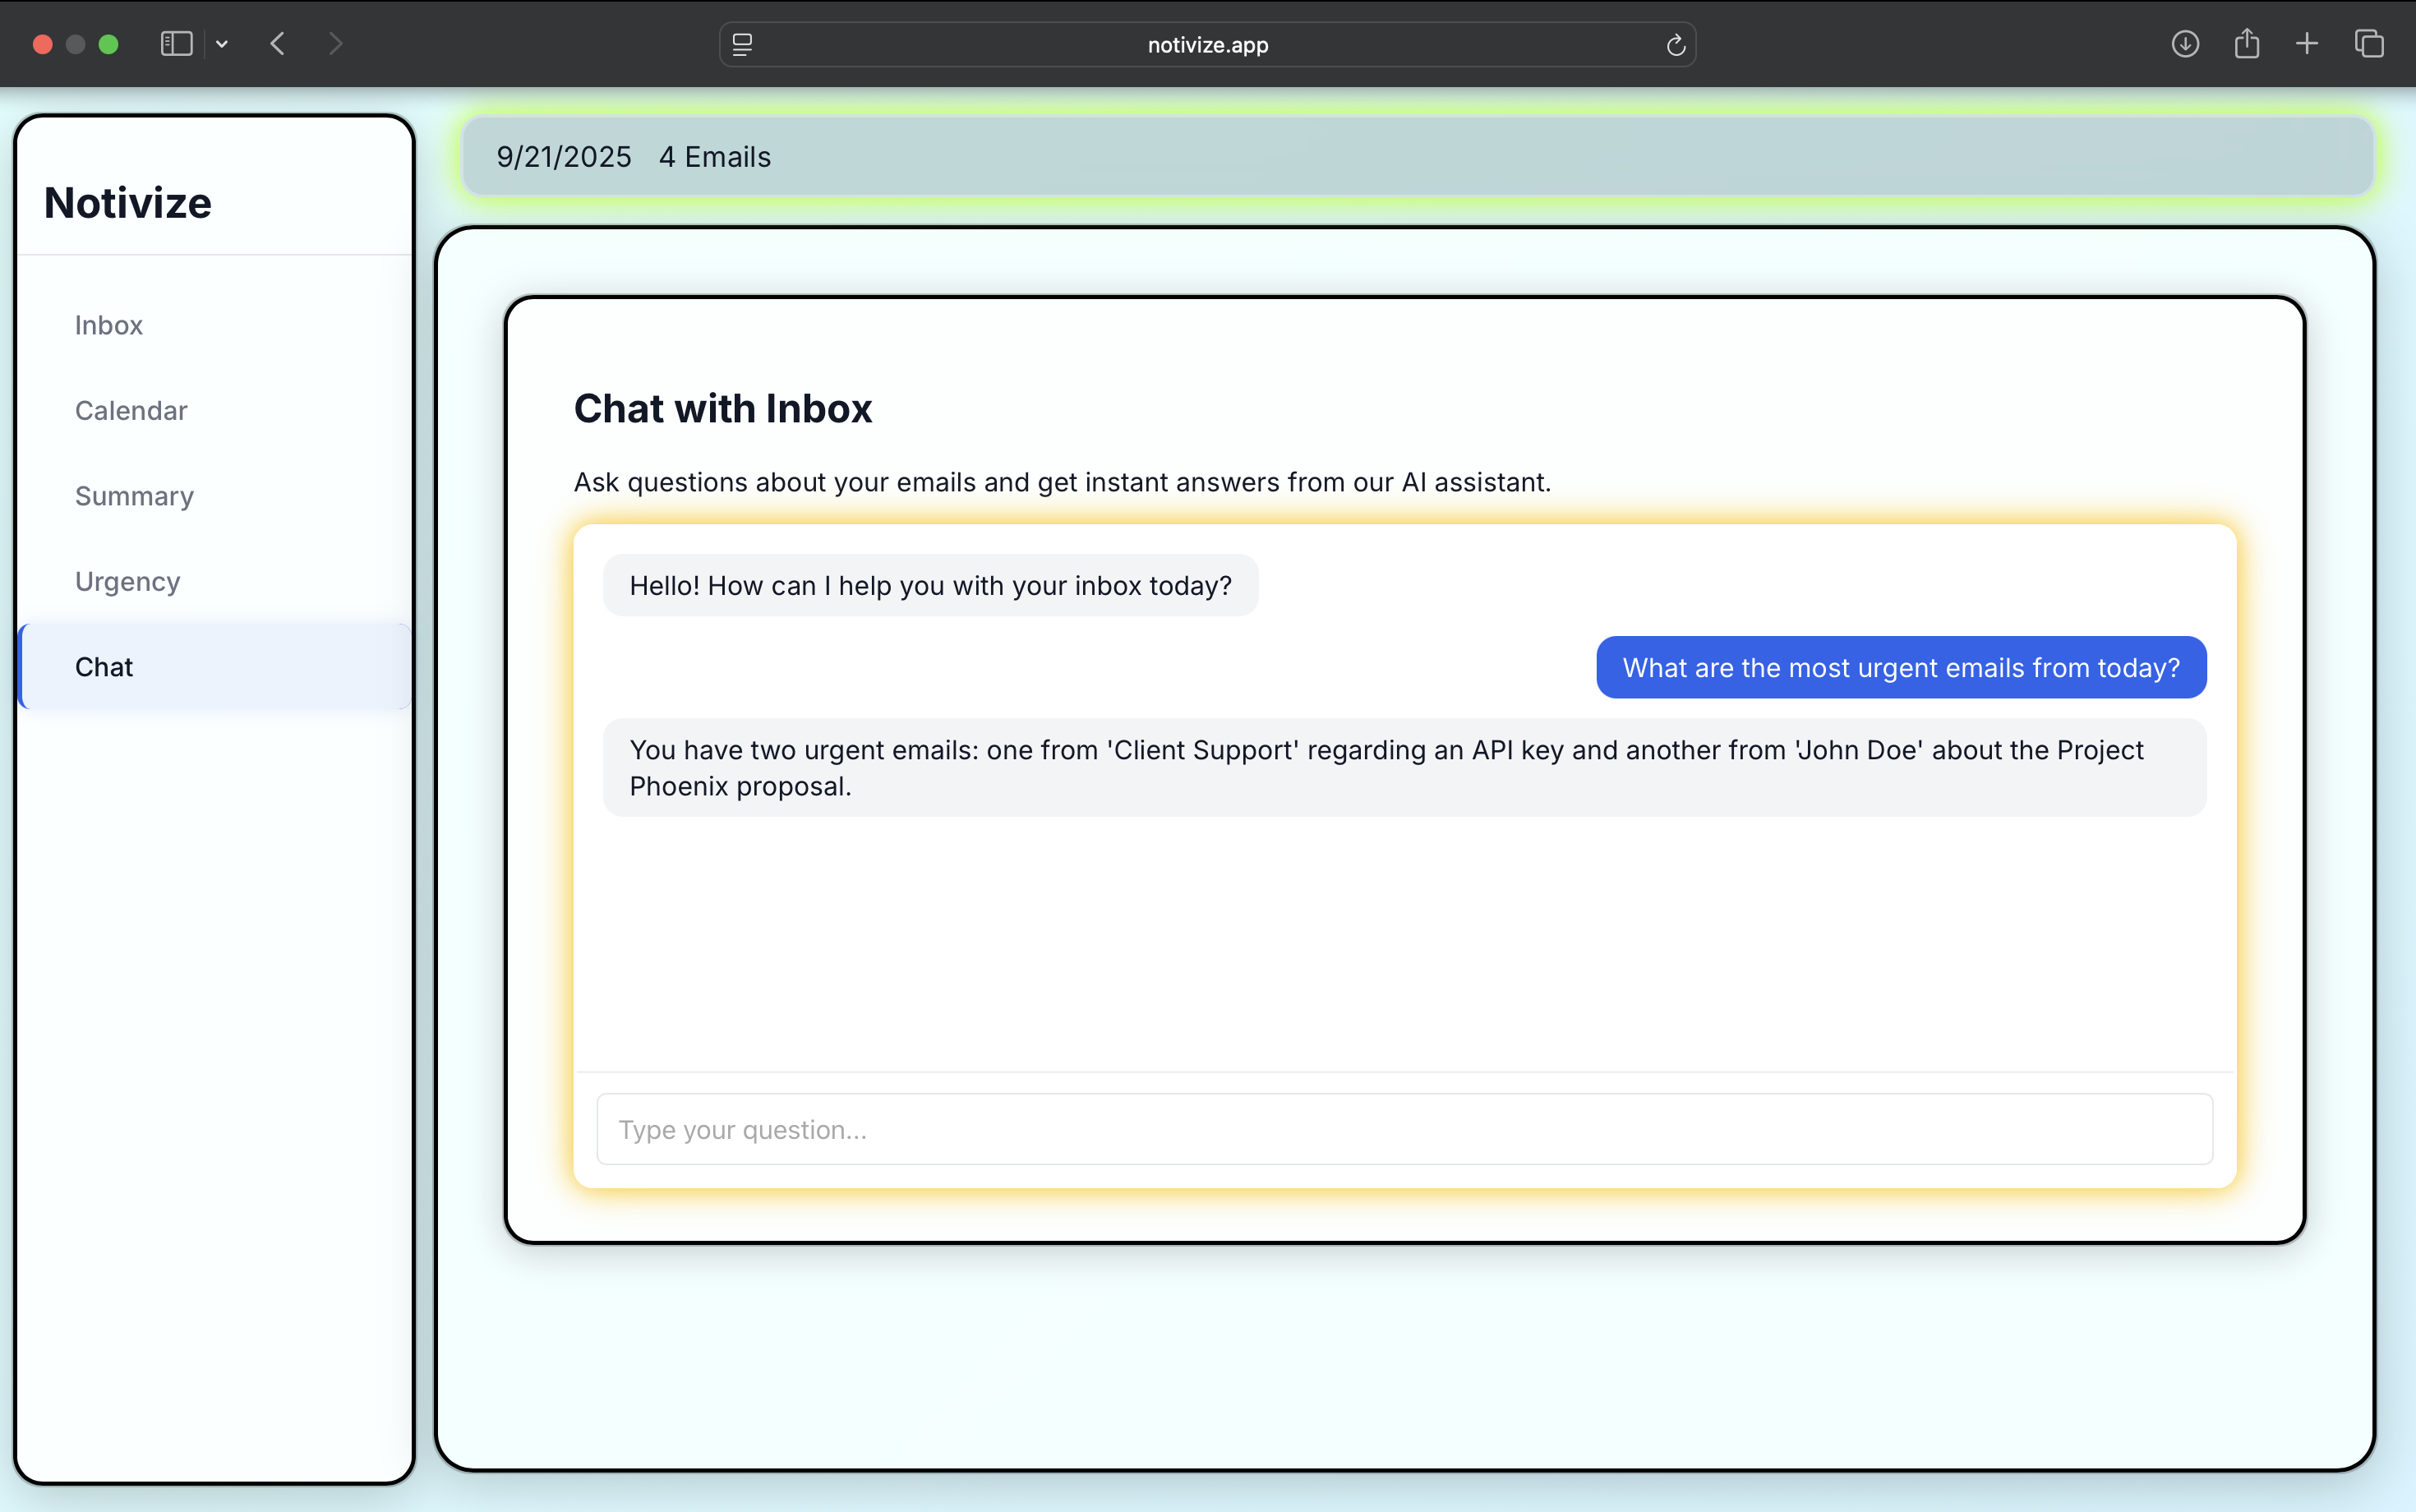 notivize.app
Notivize
Inbox
Calendar
Summary
Urgency
Chat
9/21/2025 4 Emails
Chat with Inbox
Ask questions about your emails and get instant answers from our AI assistant.
Hello! How can I help you with your inbox today?
What are the most urgent emails from today?
You have two urgent emails: one from 'Client Support' regarding an API key and another from 'John Doe' about the Project
Phoenix proposal.
Type your question...